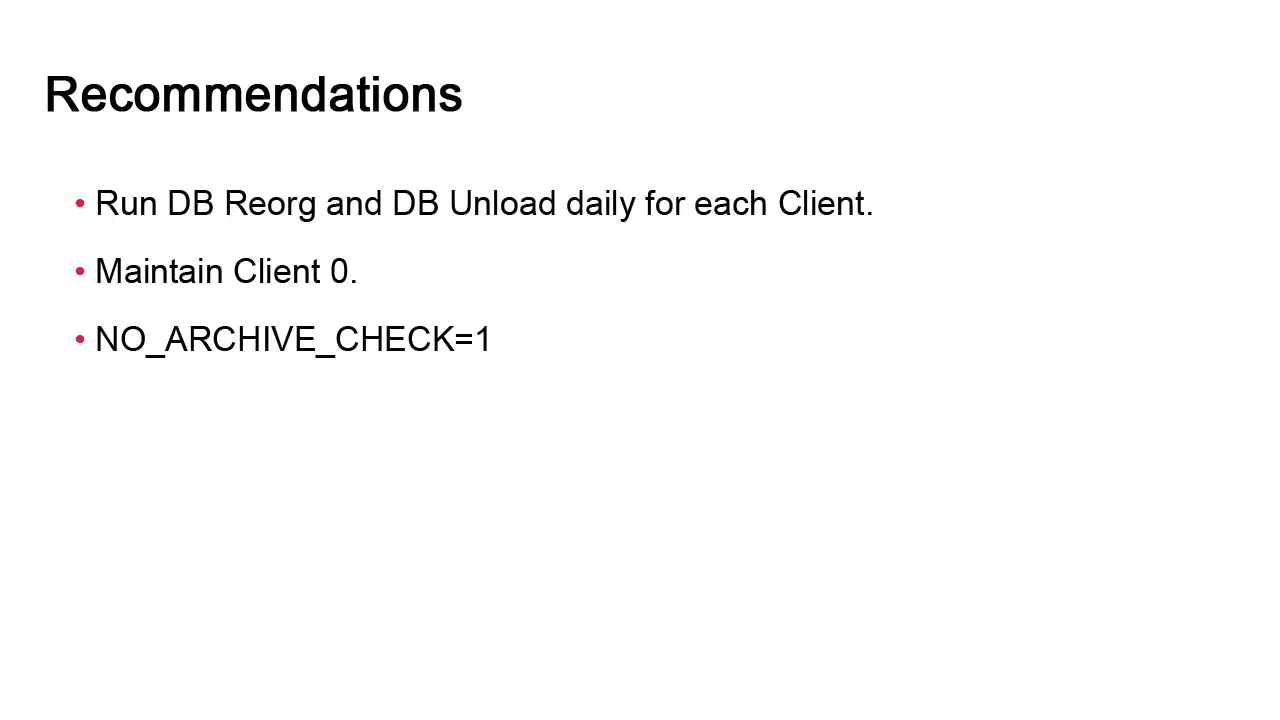 Recommendations
• Run DB Reorg and DB Unload daily for each Client.
• Maintain Client 0.
• NO_ARCHIVE_CHECK=1